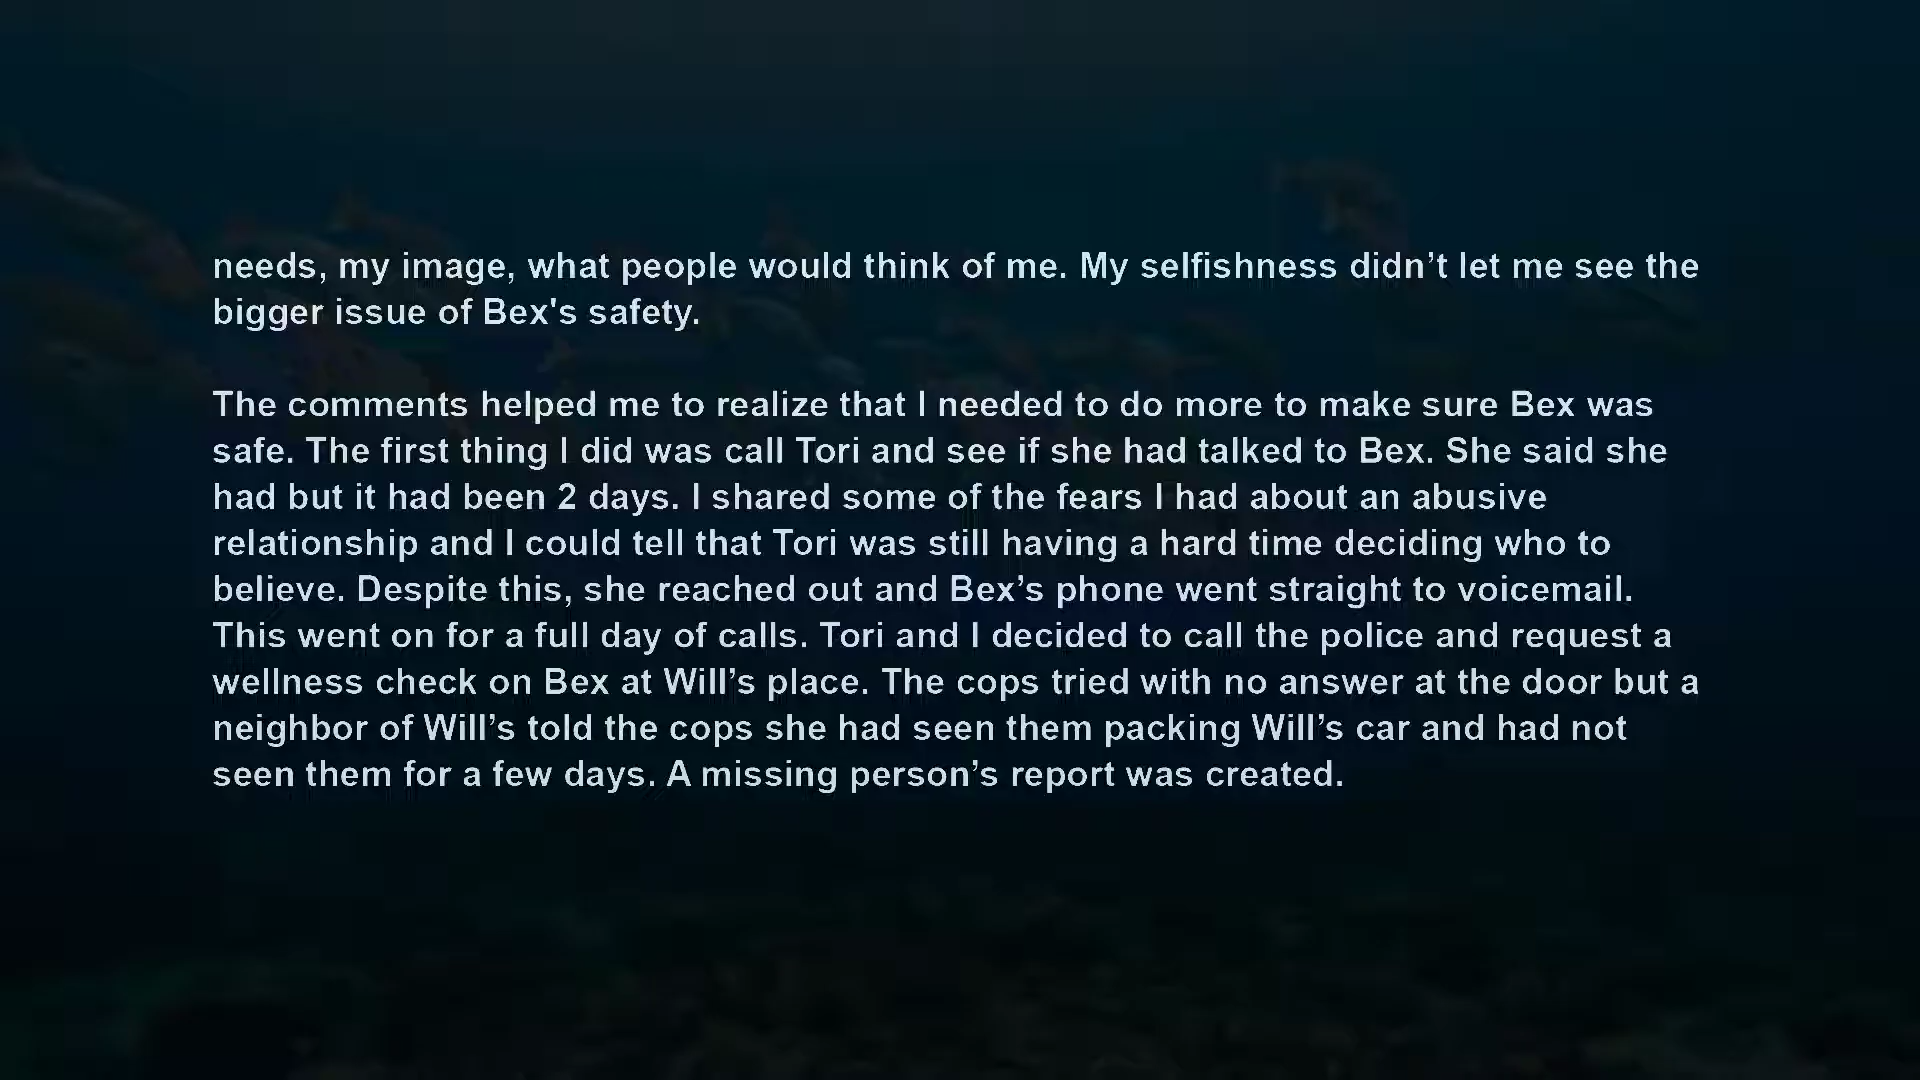 needs, my image, what people would think of me. My selfishness didn’t let me see the
bigger issue of Bex's safety.
The comments helped me to realize that I needed to do more to make sure Bex was
safe. The first thing I did was call Tori and see if she had talked to Bex. She said she
had but it had been 2 days. I shared some of the fears I had about an abusive
relationship and I could tell that Tori was still having a hard time deciding who to
believe. Despite this, she reached out and Bex’s phone went straight to voicemail.
This went on for a full day of calls. Tori and I decided to call the police and request a
wellness check on Bex at Will’s place. The cops tried with no answer at the door but a
neighbor of Will’s told the cops she had seen them packing Will’s car and had not
seen them for a few days. A missing person’s report was created.